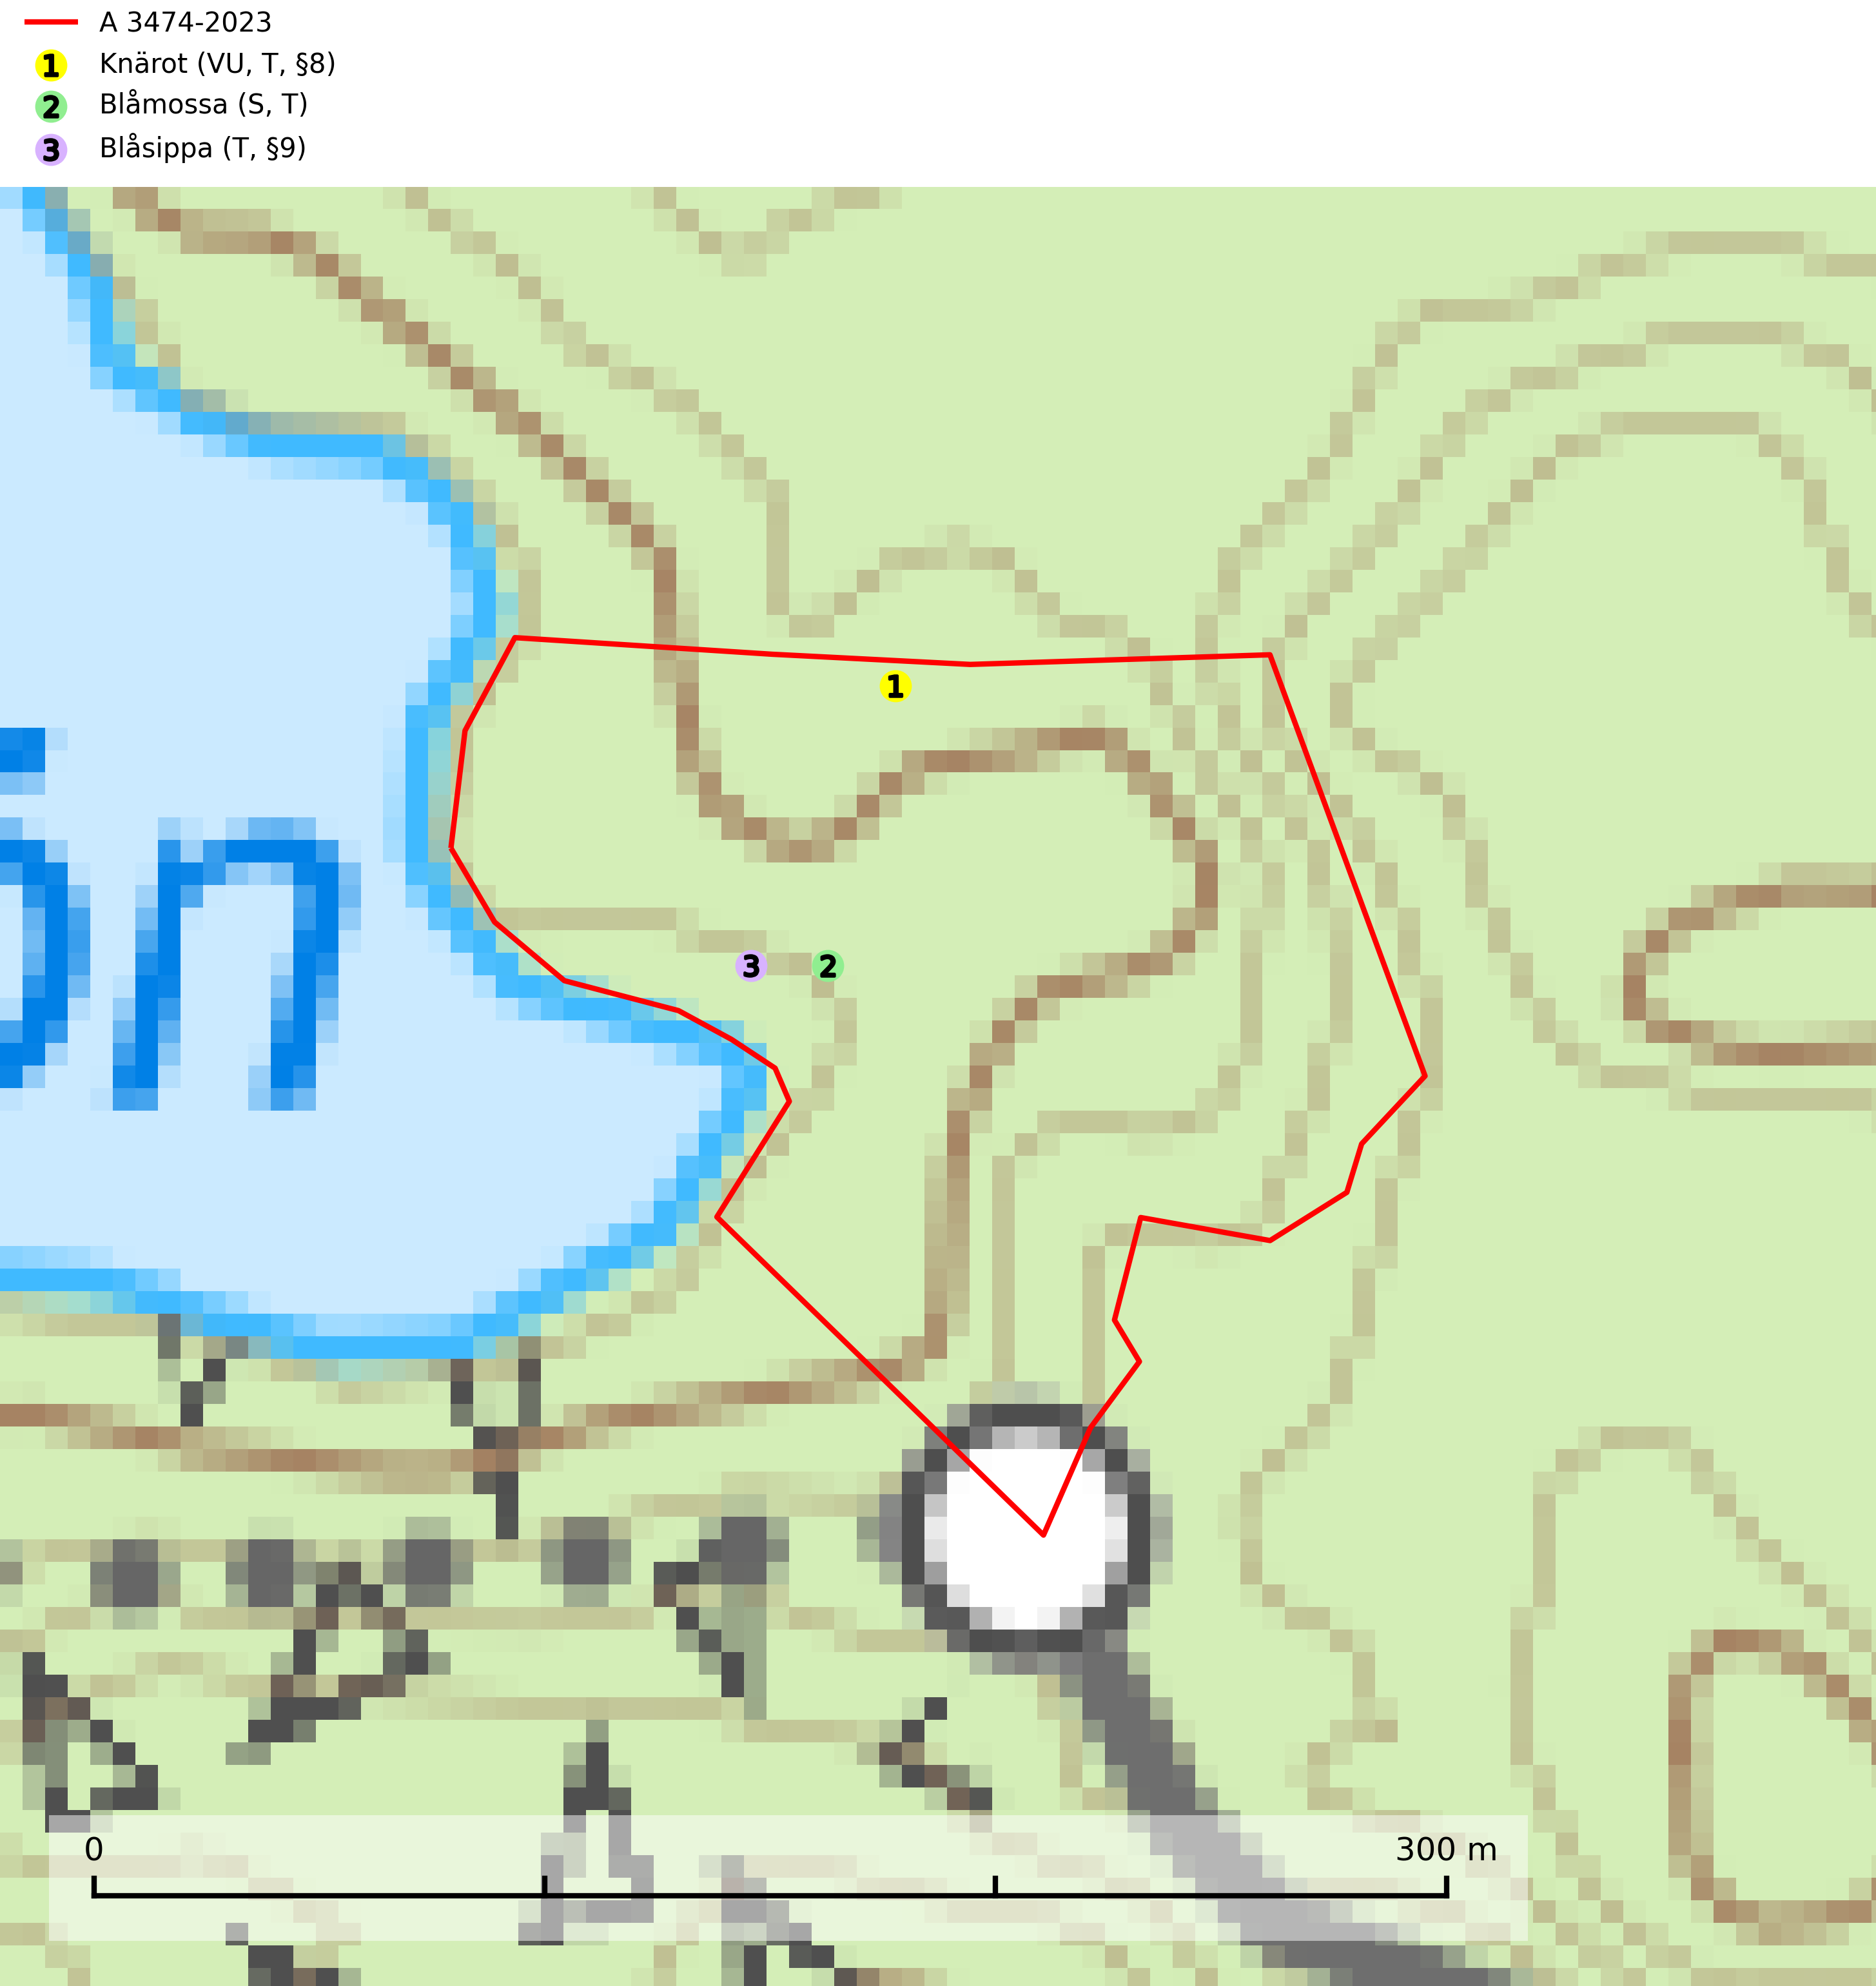 A 3474-2023
1 Knärot (VU, T, §8)
2 Blåmossa (S, T)
3 Blåsippa (T, §9)
1
3 2
n
0 300 m